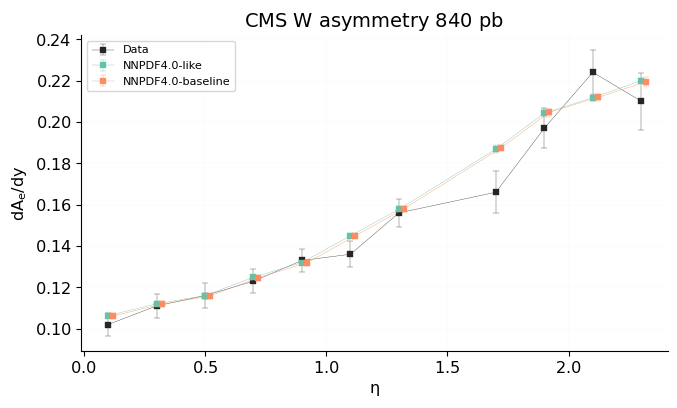 CMS W asymmetry 840 pb
Data
NNPDF4.0-like
NNPDF4.0-baseline
dAₑ/dy
0.24
0.22
0.20
0.18
0.16
0.14
0.12
0.10
0.0 0.5 1.0 1.5 2.0
η